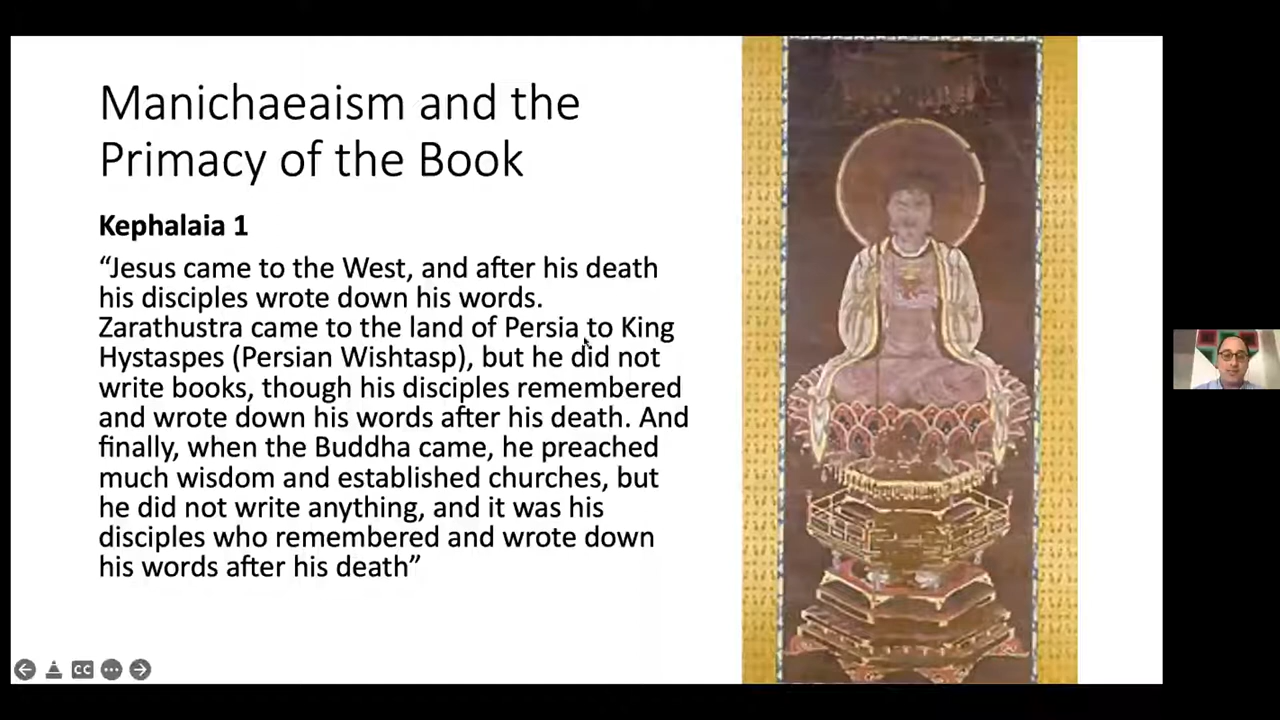 Manichaeaism and the
Primacy of the Book
Kephalaia 1
“Jesus came to the West, and after his death
his disciples wrote down his words.
Zarathustra came to the land of Persia to King
Hystaspes (Persian Wishtasp), but he did not
write books, though his disciples remembered
and wrote down his words after his death. And
finally, when the Buddha came, he preached
much wisdom and established churches, but
he did not write anything, and it was his
disciples who remembered and wrote down
his words after his death”
CC